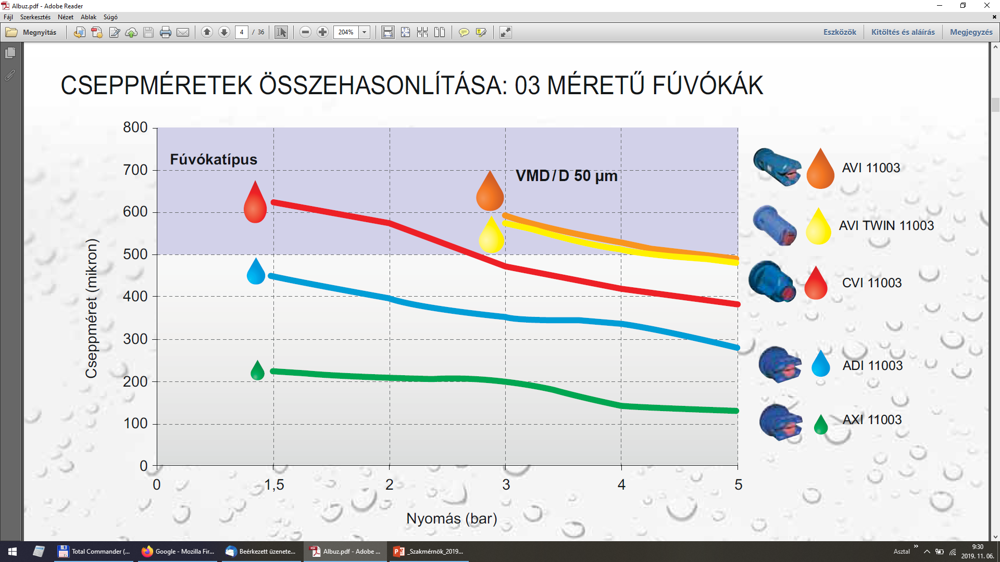 Albuz.pdf - Adobe Reader
Fájl Szerkesztés Nézet Ablak Súgó
Megnyitás 4 / 36 204% Eszközök Kitöltés és aláírás Megjegyzés
CSEPPMÉRETEK ÖSSZEHASONLÍTÁSA: 03 MÉRETŰ FÚVÓKÁK
Cseppméret (mikron)
800
700
600
500
400
300
200
100
0
Fúvókatípus
VMD/D 50 µm
0 1,5 2 3 4 5
Nyomás (bar)
AVI 11003
AVI TWIN 11003
CVI 11003
ADI 11003
AXI 11003
Total Commander (... Google - Mozilla Fir... Beérkezett üzenete... Albuz.pdf - Adobe ... _Szakmérnök_2019... Asztal
9:30
2019. 11. 06.